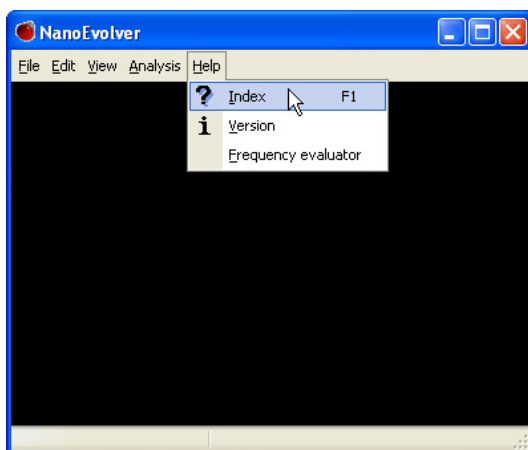 NanoEvolver
File Edit View Analysis Help
? Index F1
i Version
Frequency evaluator